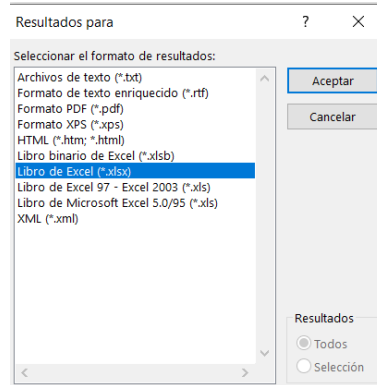 Resultados para
?
×
Seleccionar el formato de resultados:
Archivos de texto (*.txt)
Formato de texto enriquecido (*.rtf)
Formato PDF (*.pdf)
Formato XPS (*.xps)
HTML (*.htm; *.html)
Libro binario de Excel (*.xlsb)
Libro de Excel (*.xlsx)
Libro de Excel 97 - Excel 2003 (*.xls)
Libro de Microsoft Excel 5.0/95 (*.xls)
XML (*.xml)
Aceptar
Cancelar
Resultados
Todos
Selección